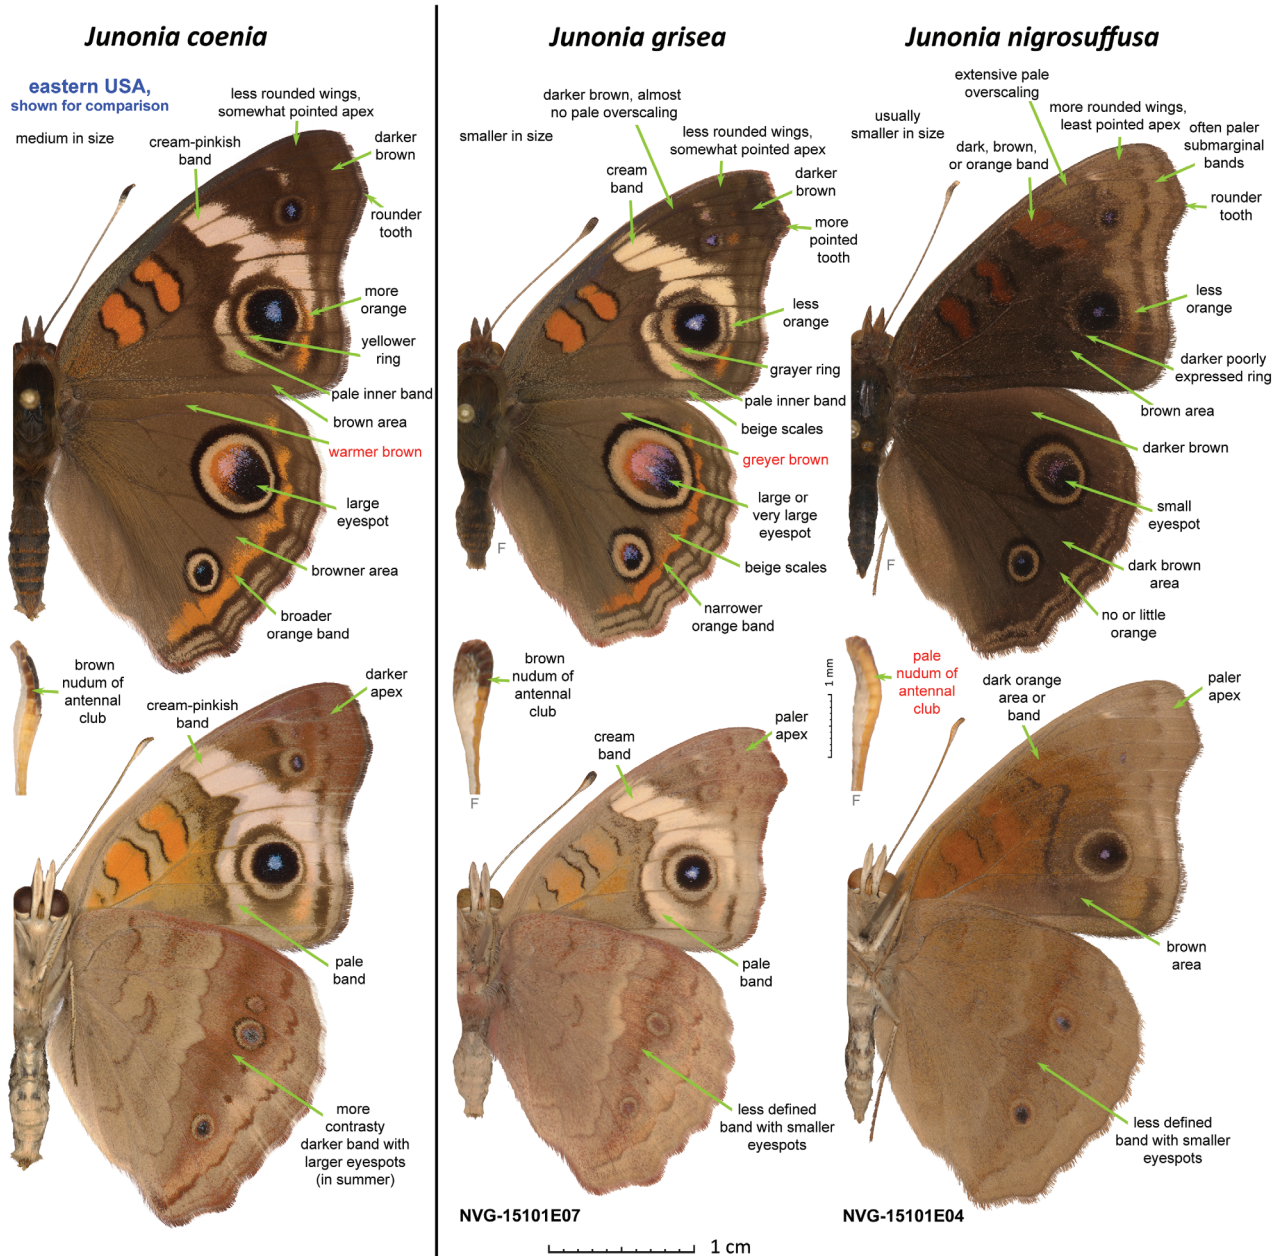 Junonia coenia
eastern USA,
shown for comparison
medium in size
less rounded wings,
somewhat pointed apex
cream-pinkish
band
darker
brown
rounder
tooth
more
orange
yellower
ring
pale inner band
brown area
warmer brown
large
eyespot
browner area
broader
orange band
brown
nudum of
antennal
club
cream-pinkish
band
darker
apex
pale
band
more
contrasty
darker band with
larger eyespots
(in summer)
Junonia grisea
darker brown, almost
no pale overscaling
smaller in size
less rounded wings,
somewhat pointed apex
cream
band
darker
brown
more
pointed
tooth
less
orange
grayer ring
pale inner band
beige scales
greyer brown
large or
very large
eyespot
F
beige scales
narrower
orange band
brown
nudum of
antennal
club
F
cream
band
paler
apex
pale
band
less defined
band with smaller
eyespots
NVG-15101E07
Junonia nigrosuffusa
extensive pale
overscaling
usually
smaller in size
more rounded wings,
least pointed apex
often paler
submarginal
bands
dark, brown,
or orange band
rounder
tooth
less
orange
darker poorly
expressed ring
brown area
darker brown
small
eyespot
F
dark brown
area
no or little
orange
1 mm
pale
nudum of
antennal
club
F
dark orange
area or
band
paler
apex
brown
area
less defined
band with smaller
eyespots
NVG-15101E04
1 cm